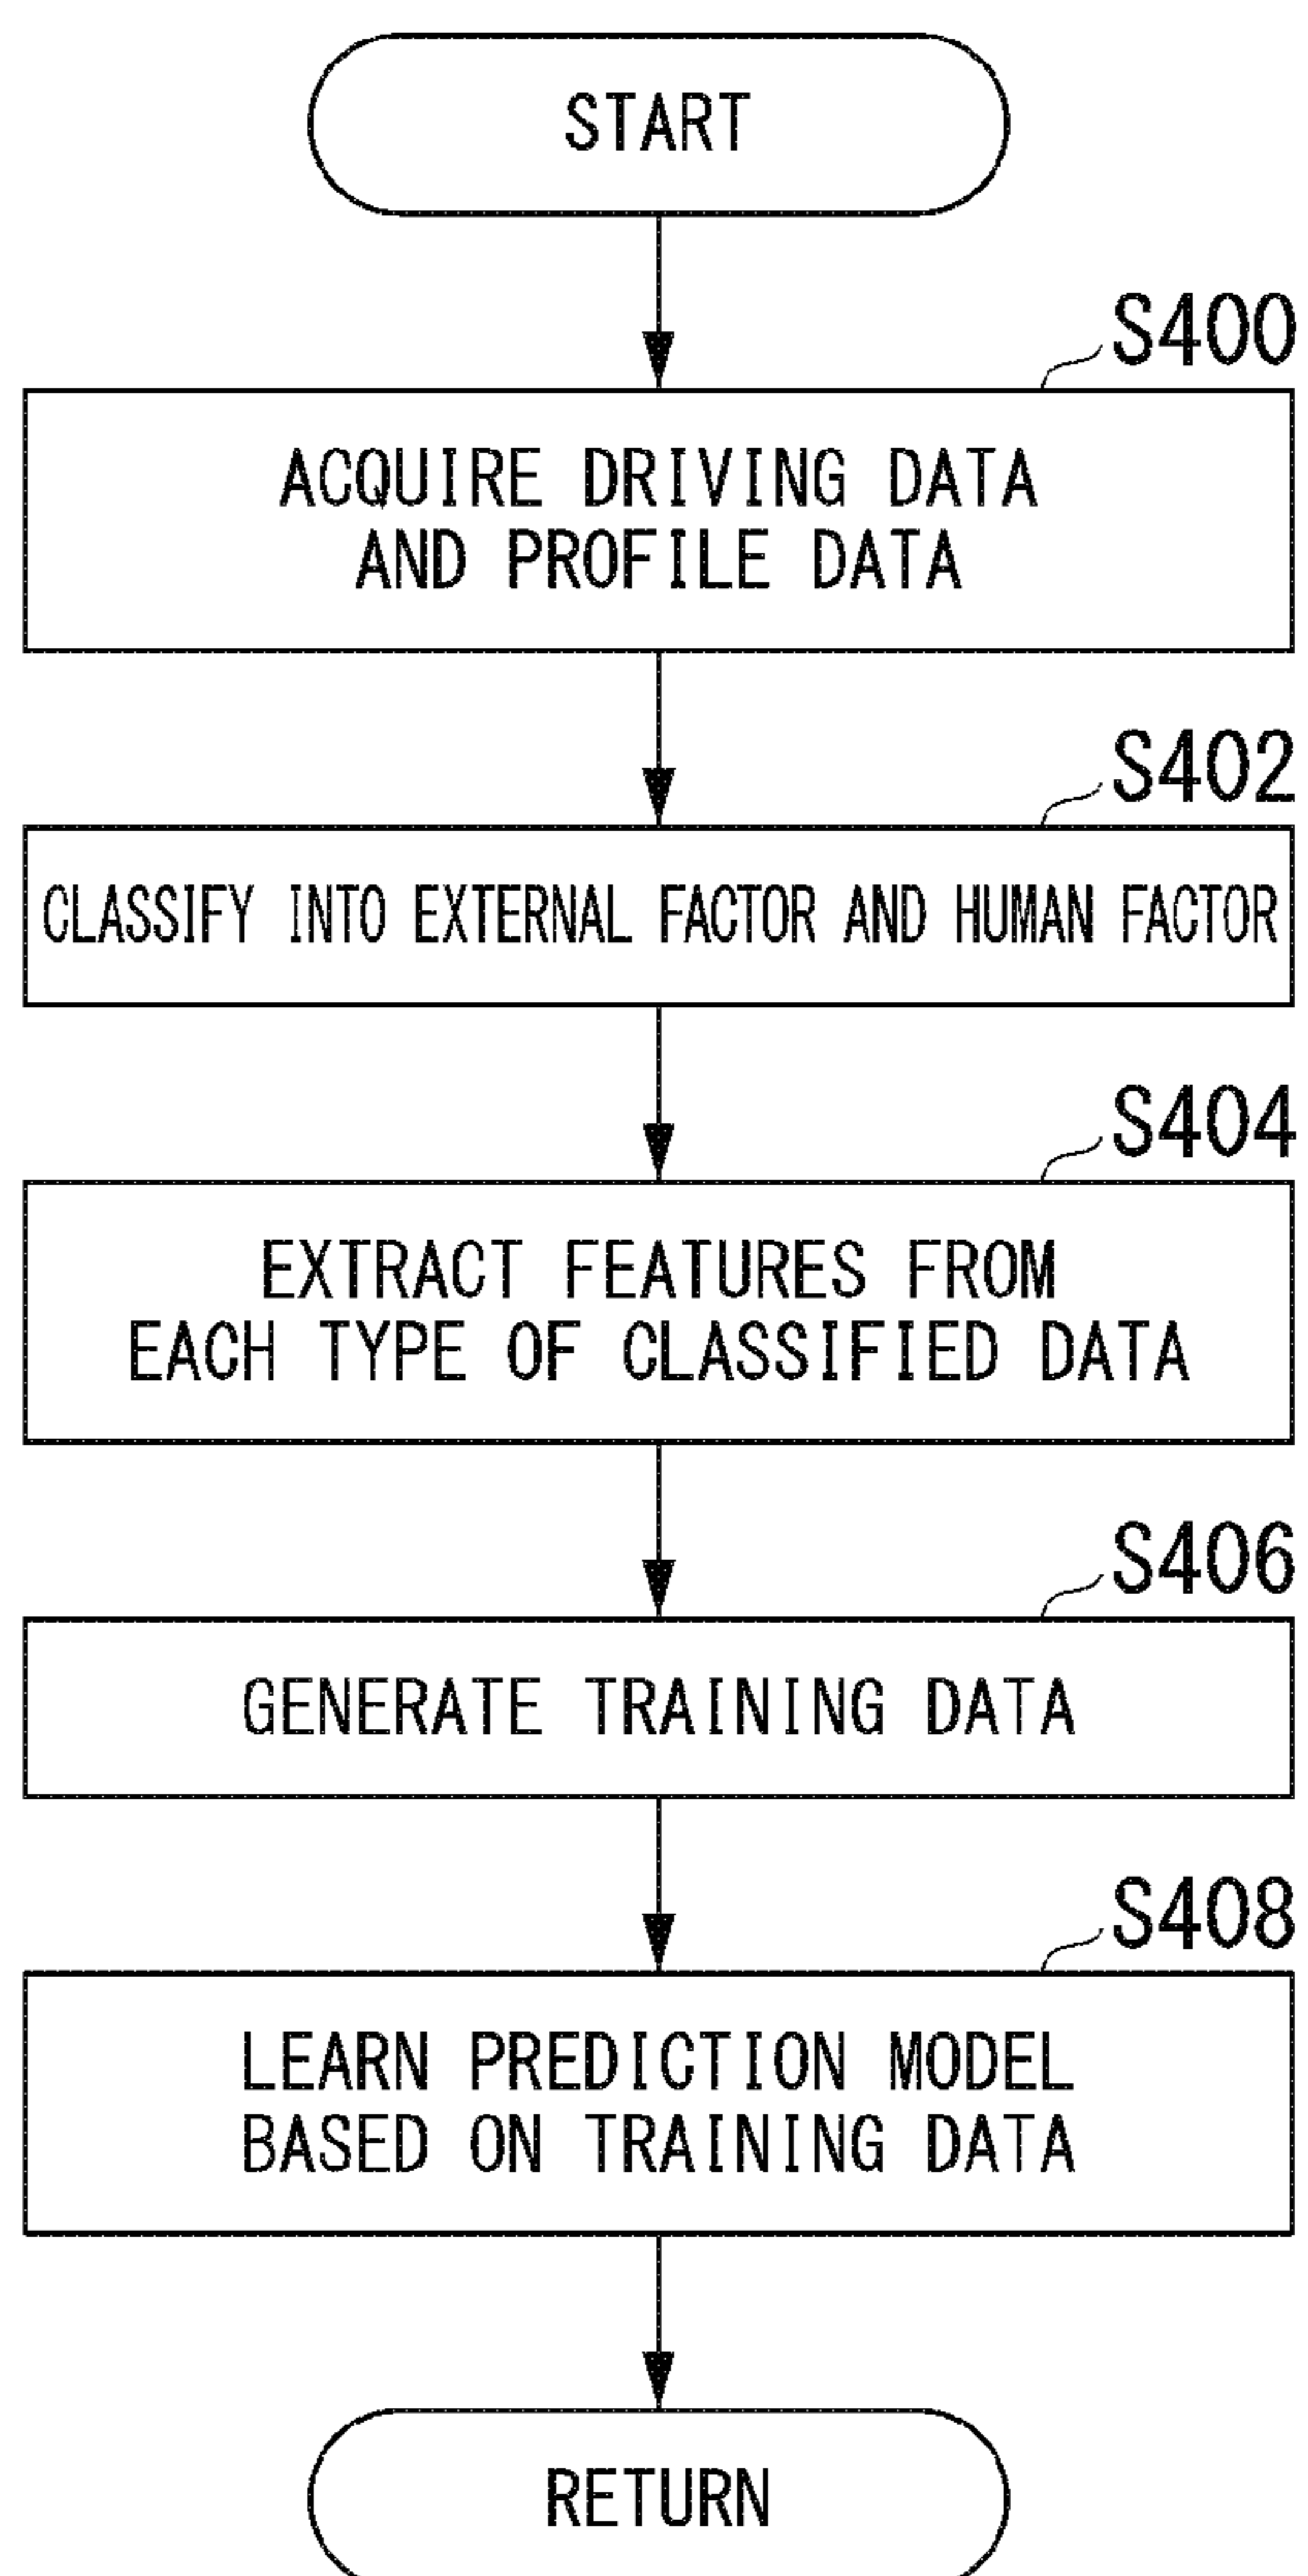 START
S400
ACQUIRE DRIVING DATA
AND PROFILE DATA
S402
CLASSIFY INTO EXTERNAL FACTOR AND HUMAN FACTOR
S404
EXTRACT FEATURES FROM
EACH TYPE OF CLASSIFIED DATA
S406
GENERATE TRAINING DATA
S408
LEARN PREDICTION MODEL
BASED ON TRAINING DATA
RETURN